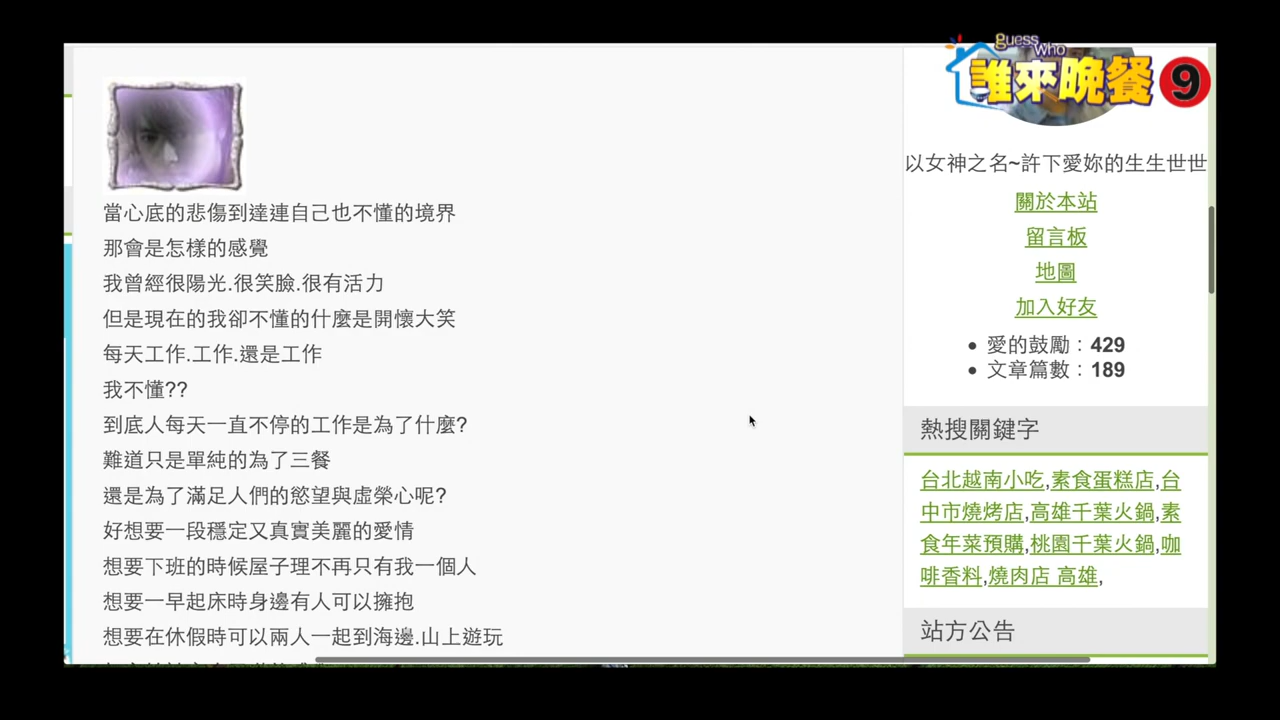 guess who
誰來晚餐 9
當心底的悲傷到達連自己也不懂的境界
那會是怎樣的感覺
我曾經很陽光.很笑臉.很有活力
但是現在的我卻不懂的什麼是開懷大笑
每天工作.工作.還是工作
我不懂??
到底人每天一直不停的工作是為了什麼?
難道只是單純的為了三餐
還是為了滿足人們的慾望與虛榮心呢?
好想要一段穩定又真實美麗的愛情
想要下班的時候屋子理不再只有我一個人
想要一早起床時身邊有人可以擁抱
想要在休假時可以兩人一起到海邊.山上遊玩
以女神之名~許下愛妳的生生世世
關於本站
留言板
地圖
加入好友
愛的鼓勵：429
文章篇數：189
熱搜關鍵字
台北越南小吃,素食蛋糕店,台
中市燒烤店,高雄千葉火鍋,素
食年菜預購,桃園千葉火鍋,咖
啡香料,燒肉店 高雄,
站方公告